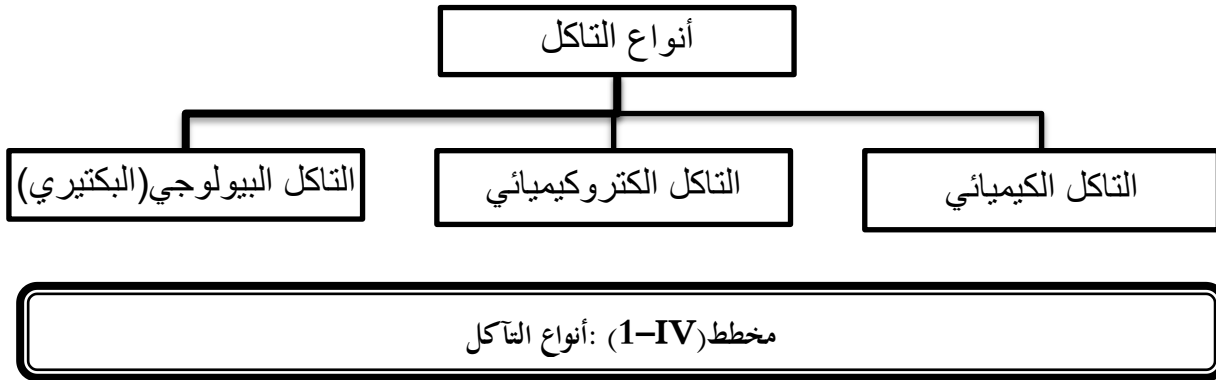 أنواع التاكل
التاكل الكيميائي
التاكل الكتروكيميائي
التاكل البيولوجي(البكتيري)
مخطط(1–IV) :أنواع التآكل